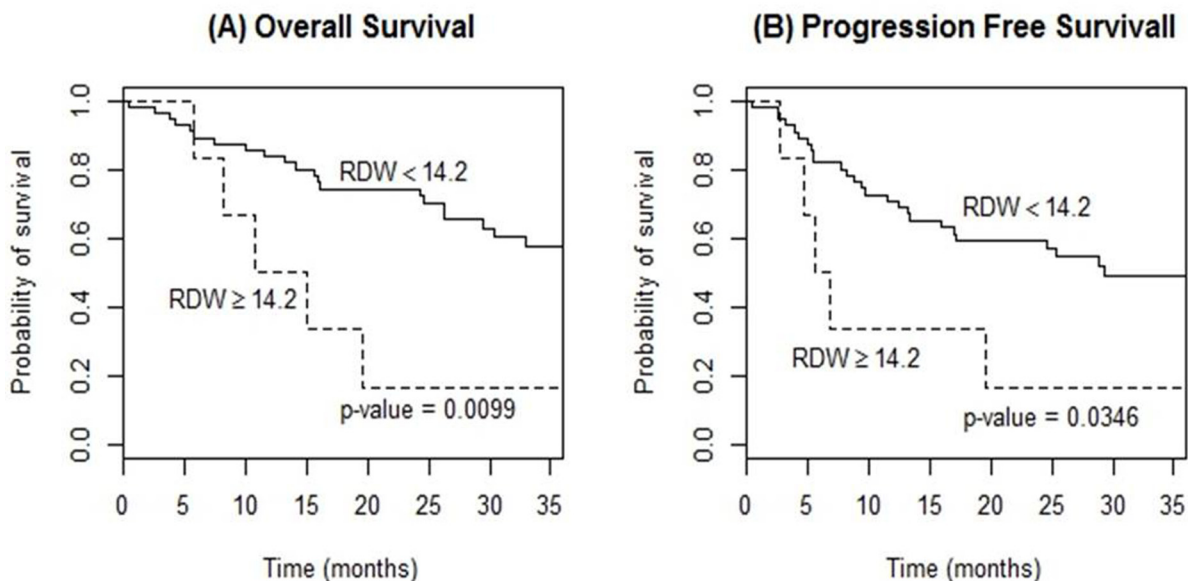 (A) Overall Survival
Probability of survival
1.0
0.8
0.6
0.4
0.2
0.0
RDW < 14.2
RDW ≥ 14.2
p-value = 0.0099
0 5 10 15 20 25 30 35
Time (months)
(B) Progression Free Survivall
Probability of survival
1.0
0.8
0.6
0.4
0.2
0.0
RDW < 14.2
RDW ≥ 14.2
p-value = 0.0346
0 5 10 15 20 25 30 35
Time (months)